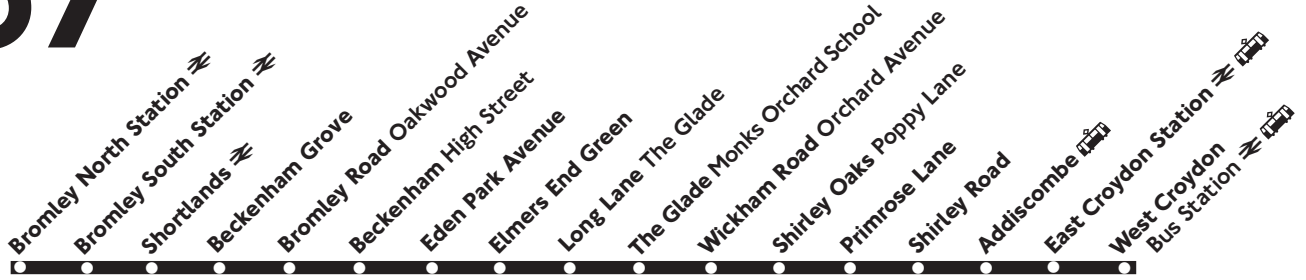 Bromley North Station
Bromley South Station
Shortlands
Beckenham Grove
Bromley Road Oakwood Avenue
Beckenham High Street
Eden Park Avenue
Elmers End Green
Long Lane The Glade
The Glade Monks Orchard School
Wickham Road Orchard Avenue
Shirley Oaks Poppy Lane
Primrose Lane
Shirley Road
Addiscombe
East Croydon Station
West Croydon
Bus Station